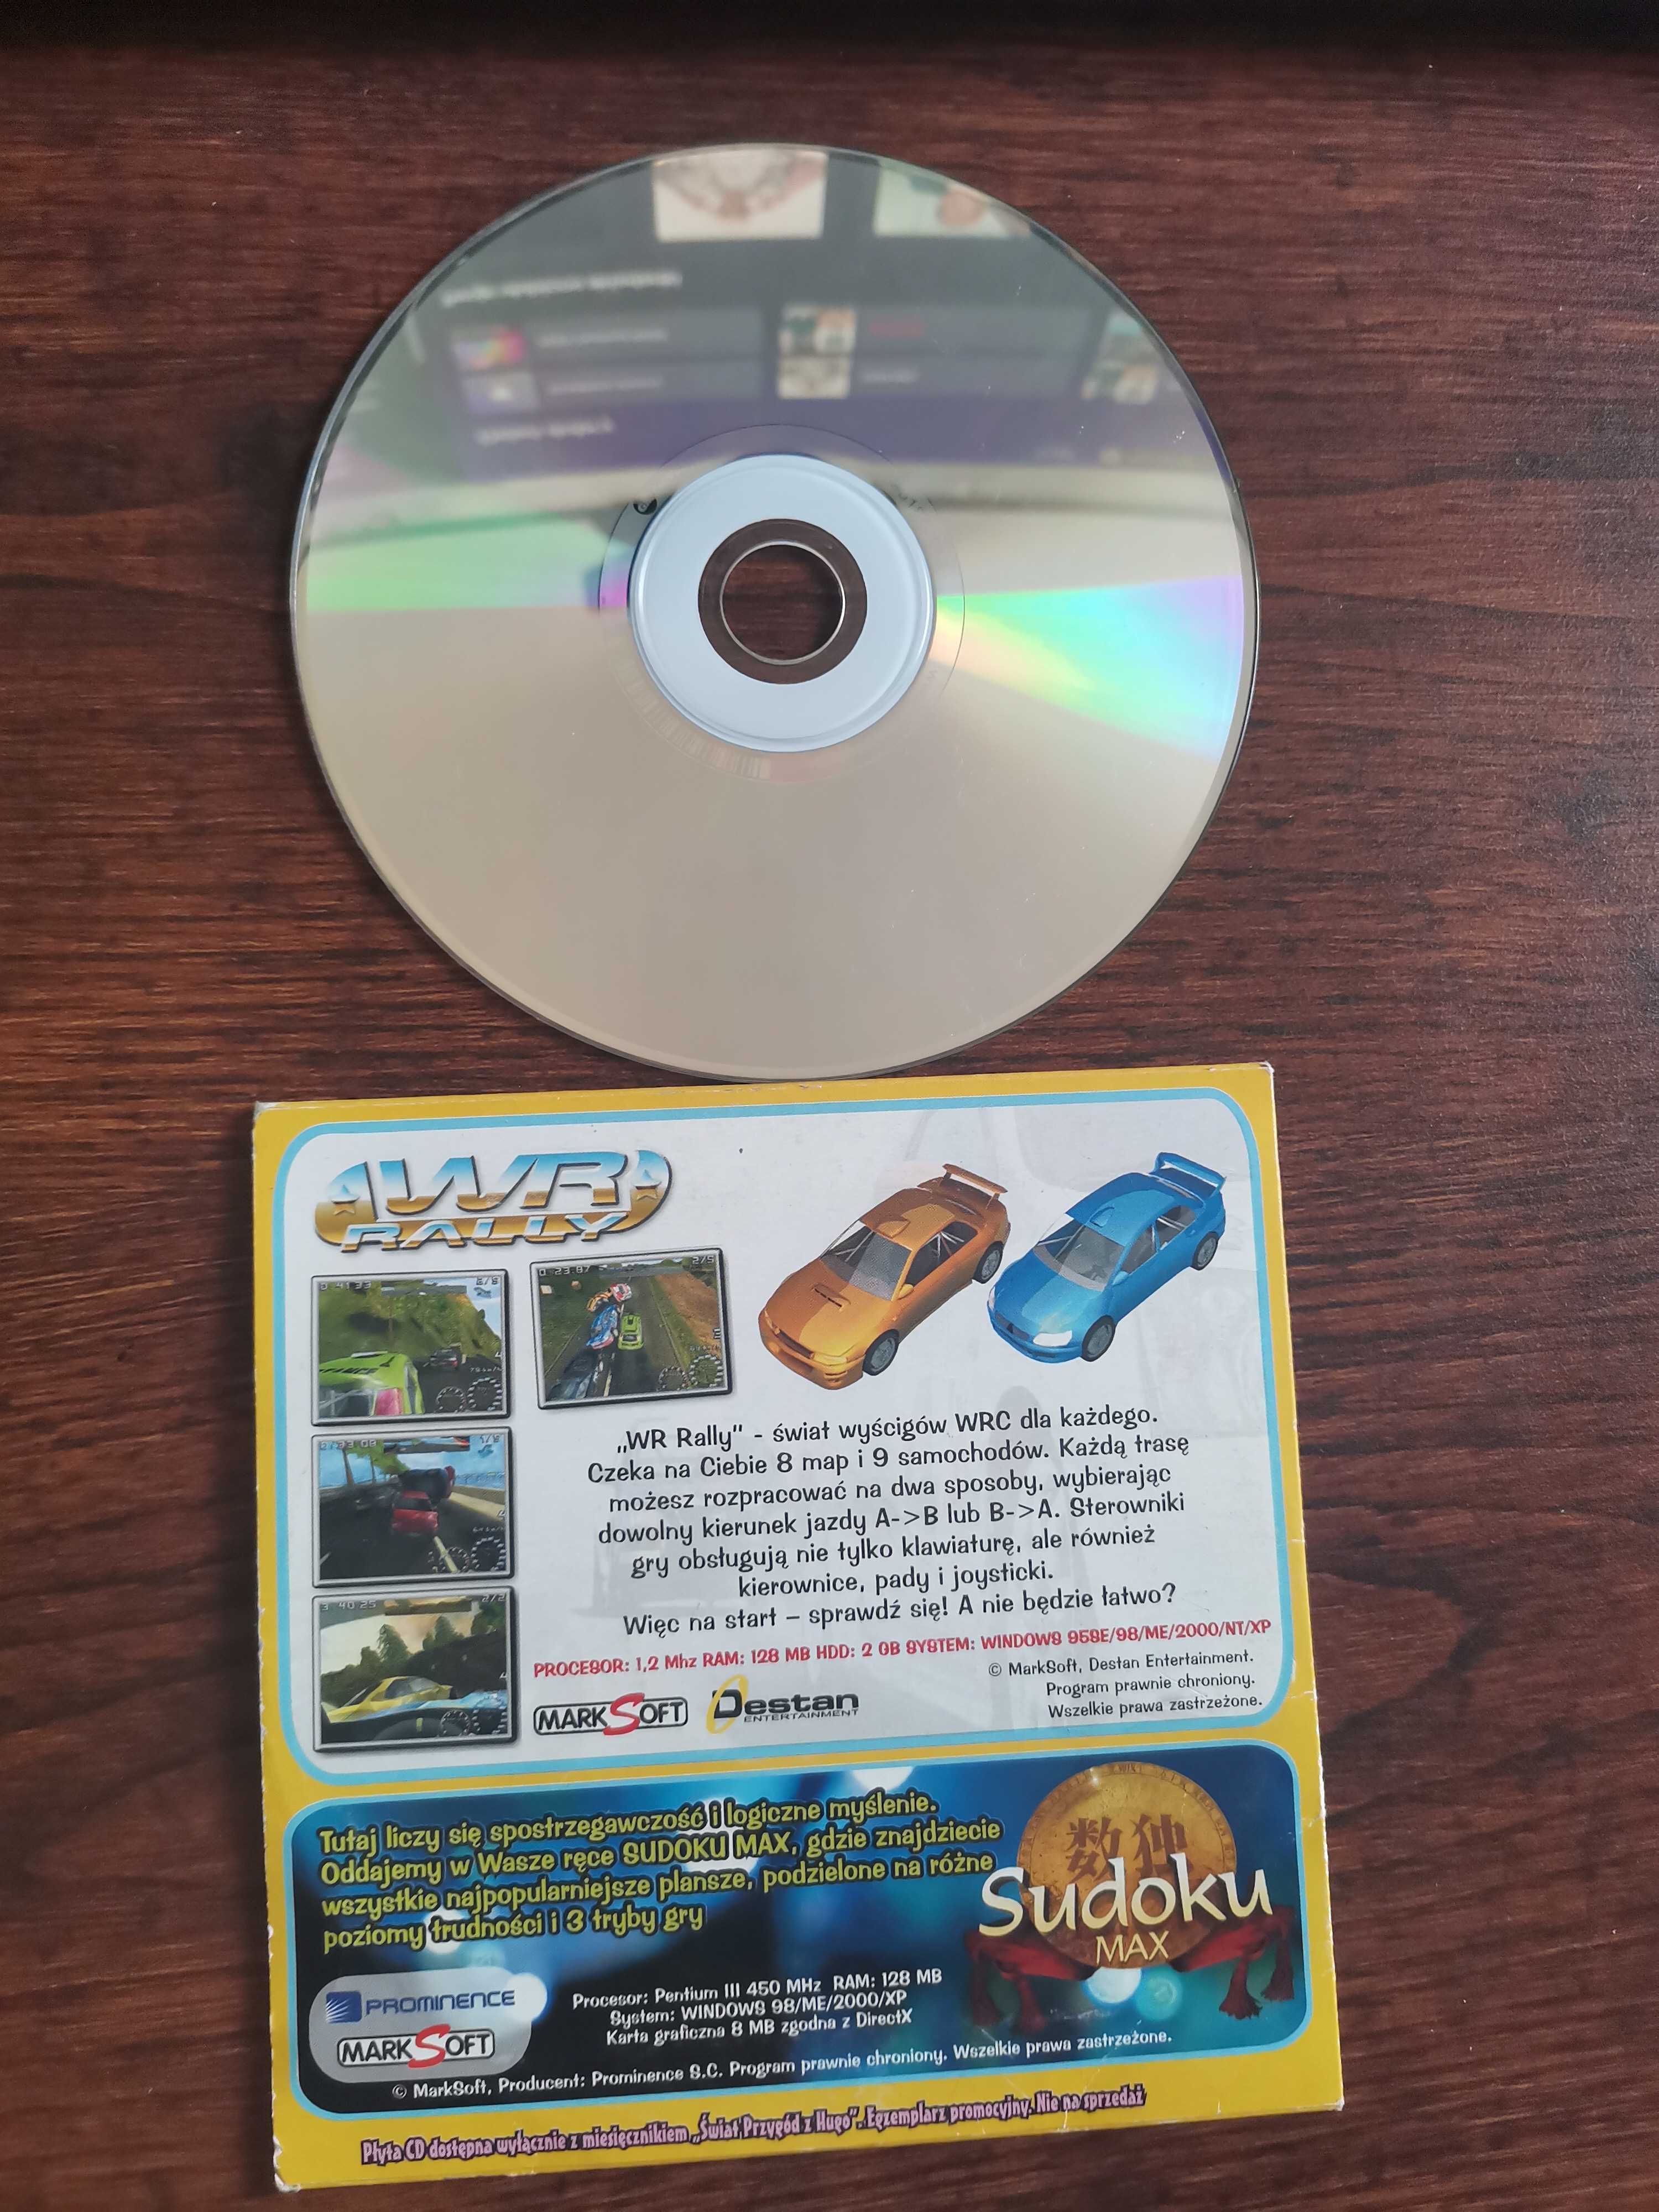 WR
RALLY
„WR Rally" - świat wyścigów WRC dla każdego.
Czeka na Ciebie 8 map i 9 samochodów. Każdą trasę
możesz rozpracować na dwa sposoby, wybierając
dowolny kierunek jazdy A->B lub B->A. Sterowniki
gry obsługują nie tylko klawiaturę, ale również
kierownice, pady i joysticki.
Więc na start – sprawdź się! A nie będzie łatwo?
PROCESOR: 1,2 Mhz RAM: 128 MB HDD: 2 GB SYSTEM: WINDOWS 95SE/98/ME/2000/NT/XP
© MarkSoft, Destan Entertainment.
Program prawnie chroniony.
Wszelkie prawa zastrzeżone.
MARKSOFT
Destan
ENTERTAINMENT
Tutaj liczy się spostrzegawczość i logiczne myślenie.
Oddajemy w Wasze ręce SUDOKU MAX, gdzie znajdziecie
wszystkie najpopularniejsze plansze, podzielone na różne
poziomy trudności i 3 tryby gry
数独
Sudoku
MAX
PROMINENCE
MARKSOFT
Procesor: Pentium III 450 MHz RAM: 128 MB
System: WINDOWS 98/ME/2000/XP
Karta graficzna 8 MB zgodna z DirectX
© MarkSoft, Producent: Prominence S.C. Program prawnie chroniony. Wszelkie prawa zastrzeżone.
Płyta CD dostępna wyłącznie z miesięcznikiem „Świat Przygód z Hugo". Egzemplarz promocyjny. Nie na sprzedaż